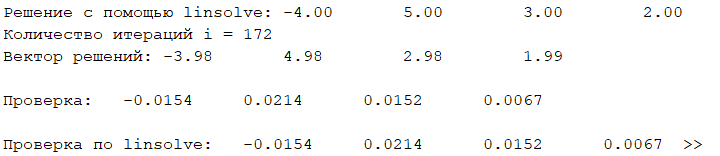 Решение с помощью linsolve: -4.00 5.00 3.00 2.00
Количество итераций i = 172
Вектор решений: -3.98 4.98 2.98 1.99
Проверка: -0.0154 0.0214 0.0152 0.0067
Проверка по linsolve: -0.0154 0.0214 0.0152 0.0067 >>